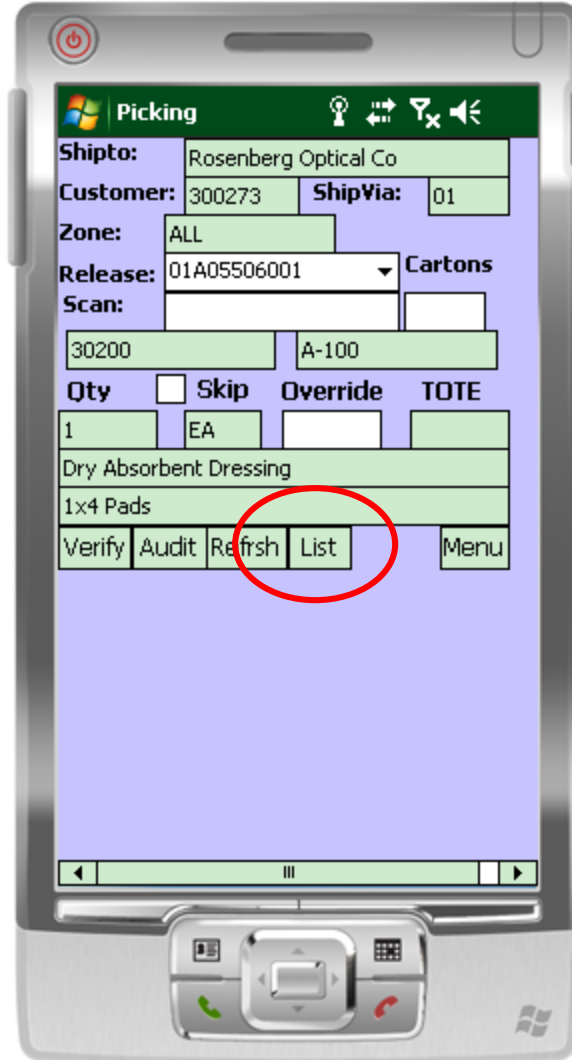 Picking
Shipto: Rosenberg Optical Co
Customer: 300273 ShipVia: 01
Zone: ALL
Release: 01A05506001 Cartons
Scan:
30200 A-100
Qty Skip Override TOTE
1 EA
Dry Absorbent Dressing
1x4 Pads
Verify Audit Refrsh List Menu